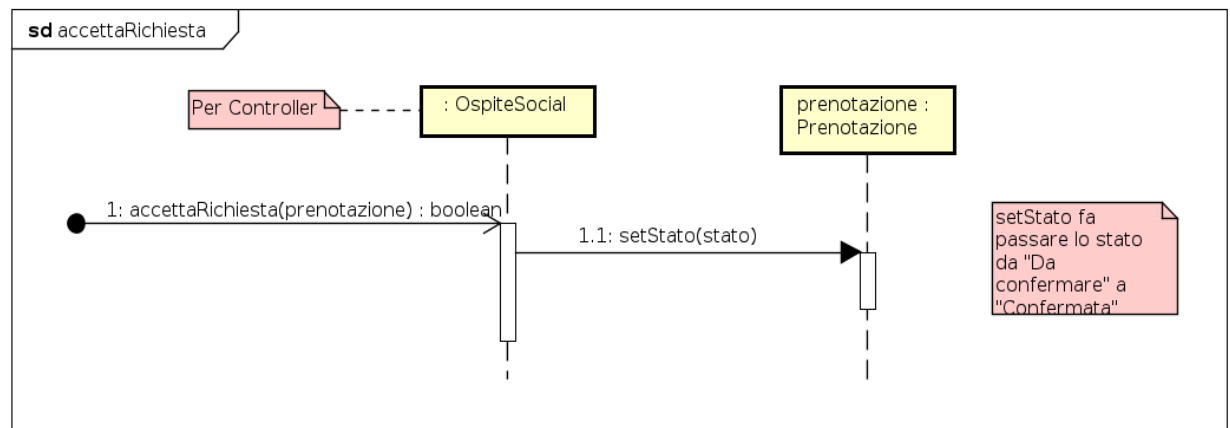 sd accettaRichiesta
Per Controller
: OspiteSocial
prenotazione :
Prenotazione
1: accettaRichiesta(prenotazione) : boolean
1.1: setStato(stato)
setStato fa
passare lo stato
da "Da
confermare" a
"Confermata"